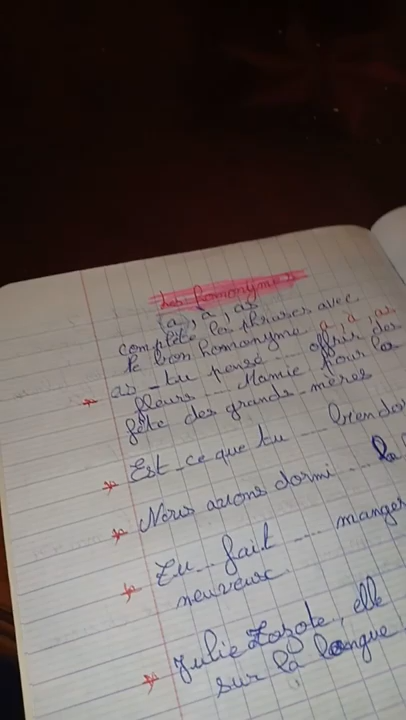 Les homonymes
(a, à, as
complète les phrases avec
le bon homonyme a, à, as
as-tu pensé .... offrir des
fleurs .... Mamie pour la
fête des grands-mères
Est-ce que tu ....
Nous avons dormi ....
Tu .. fait .... manger
neuveux
Julie Zozote, elle
sur la langue